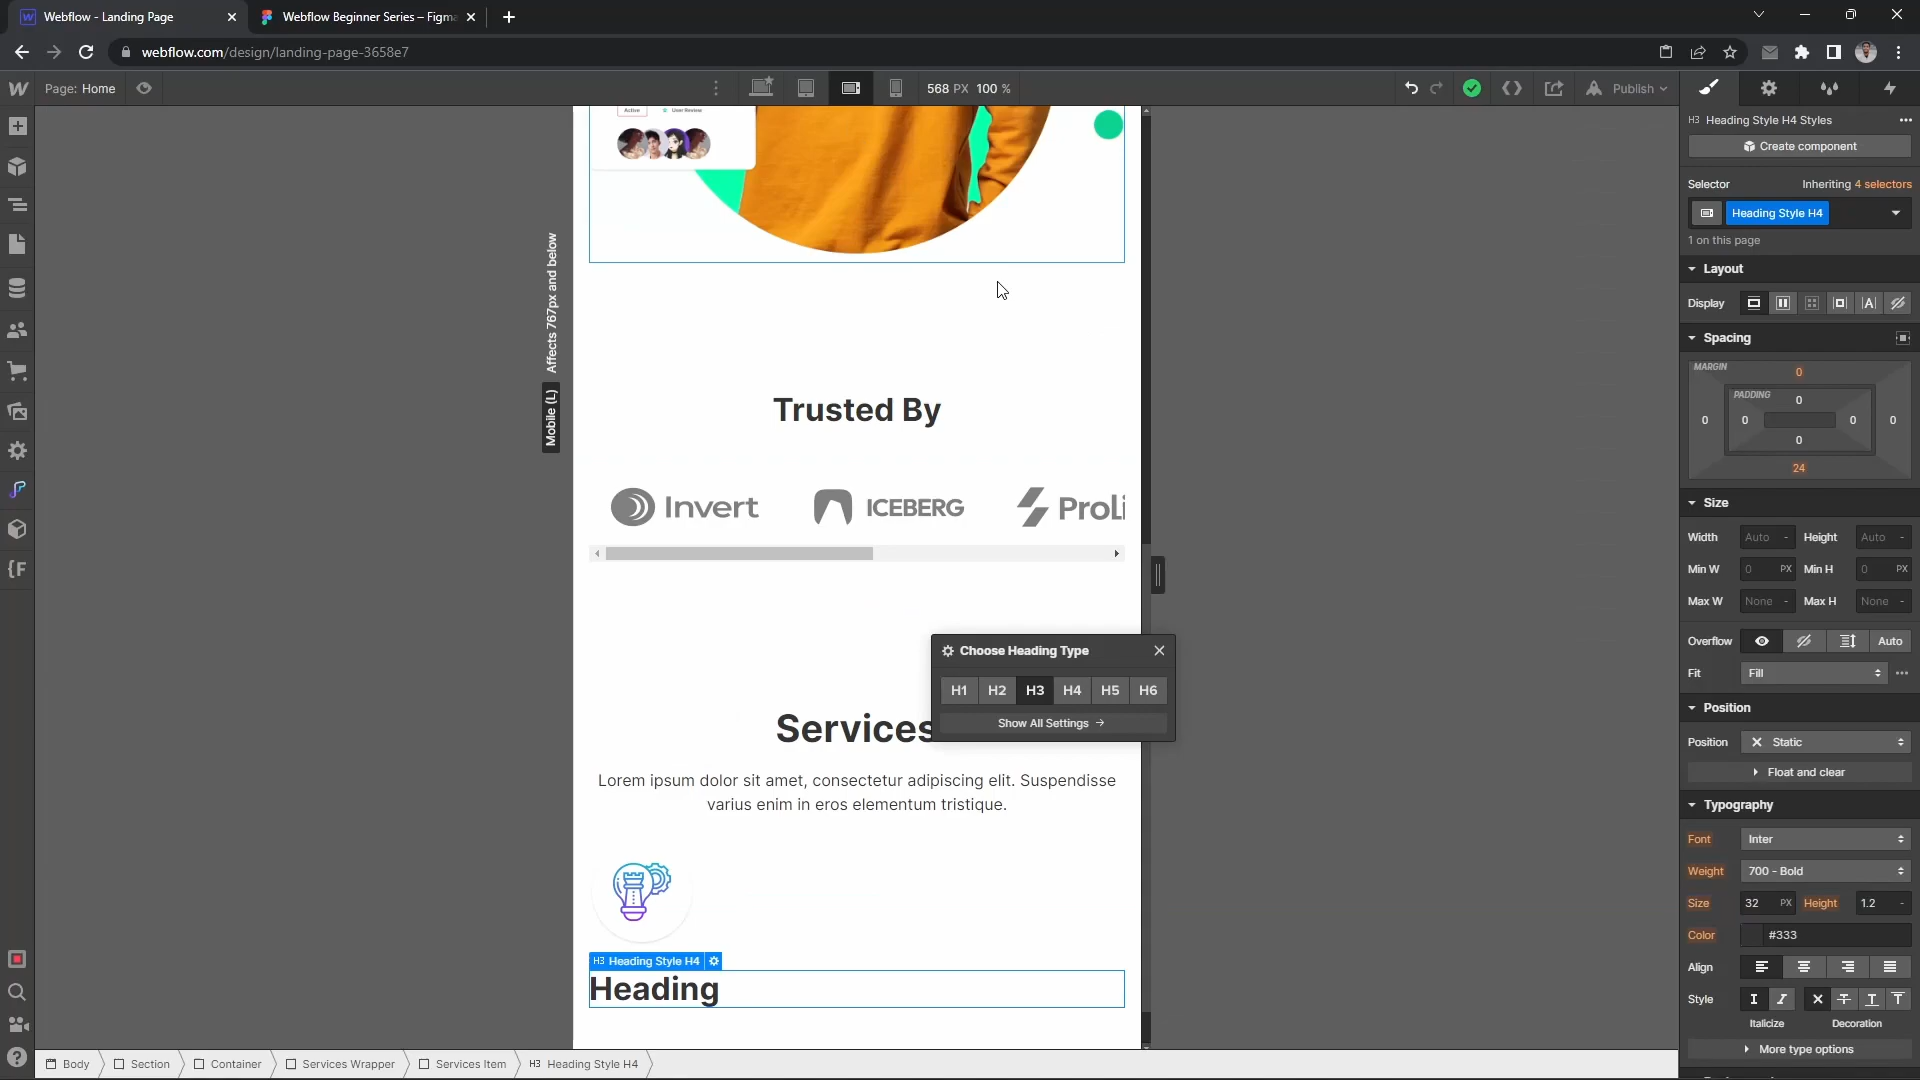 Webflow - Landing Page
Webflow Beginner Series – Figma
webflow.com/design/landing-page-3658e7
Page: Home
568 PX 100 %
Publish
H3 Heading Style H4 Styles
Create component
Selector Inheriting 4 selectors
Heading Style H4
1 on this page
Layout
Display
Spacing
MARGIN
0
PADDING
0
0 0 0 0
0
24
Size
Width Auto - Height Auto -
Min W 0 PX Min H 0 PX
Max W None - Max H None -
Overflow Auto
Fit Fill
Position
Position Static
Float and clear
Typography
Font Inter
Weight 700 - Bold
Size 32 PX Height 1.2 -
Color #333
Align
Style
Italicize Decoration
More type options
Affects 767px and below
Mobile (L)
Active User Review
Trusted By
Invert ICEBERG Proli
Choose Heading Type
H1 H2 H3 H4 H5 H6
Show All Settings
Services
Lorem ipsum dolor sit amet, consectetur adipiscing elit. Suspendisse
varius enim in eros elementum tristique.
H3 Heading Style H4
Heading
Body Section Container Services Wrapper Services Item H3 Heading Style H4